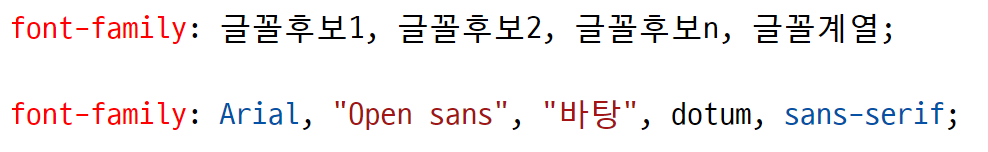 font-family: 글꼴후보1, 글꼴후보2, 글꼴후보n, 글꼴계열;
font-family: Arial, "Open sans", "바탕", dotum, sans-serif;